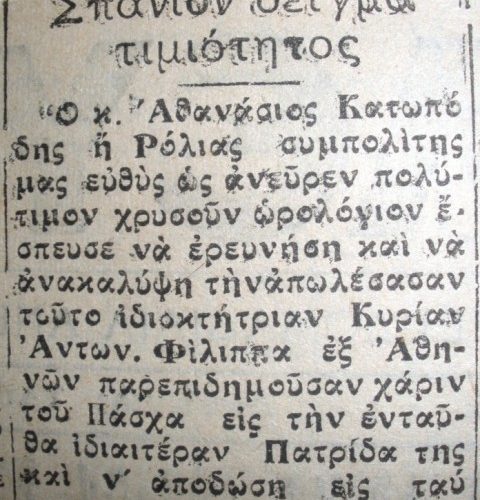 Σπάνιον δεῖγμα
τιμιότητος
Ὁ κ. Ἀθανάσιος Κατωπό
δης ἤ Ρόλιας συμπολίτης
μας εὐθὺς ὡς ἀνεῦρεν πολύ-
τιμον χρυσοῦν ὡρολόγιον ἔ-
σπευσε νὰ ἐρευνήσῃ καὶ νὰ
ἀνακαλύψῃ τὴν ἀπωλέσασαν
τοῦτο ἰδιοκτήτριαν Κυρίαν
Ἀντων. Φίλιππα ἐξ Ἀθη-
νῶν παρεπιδημοῦσαν χάριν
τοῦ Πάσχα εἰς τὴν ἐνταῦ-
θα ἰδιαιτέραν Πατρίδα της
καὶ ν' ἀποδώσῃ εἰς ταύ